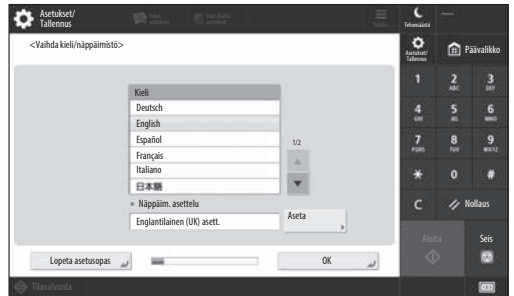 Asetukset/
Tallennus
<Vaihda kieli/näppäimistö>
Kieli
Deutsch
English
Español
Français
Italiano
日本語
1/2
Näppäim. asettelu
Englantilainen (UK) asett.
Aseta
Lopeta asetusopas
OK
Tilavalvonta
Tehonsäästö
Asetukset/
Tallennus
Päävalikko
1
2
ABC
3
DEF
4
GHI
5
JKL
6
MNO
7
PQRS
8
TUV
9
WXYZ
*
0
#
C
Nollaus
Aloita
Seis